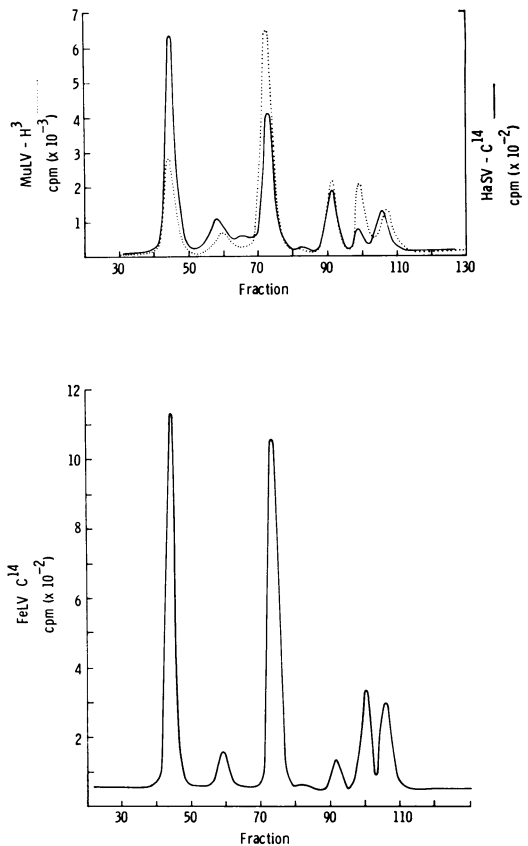 7
6
5
4
3
2
1
MuLV - H³
cpm (x 10⁻³)
HaSV - C¹⁴
cpm (x 10⁻²)
30 50 70 90 110 130
Fraction
12
10
8
6
4
2
FeLV C¹⁴
cpm (x 10⁻²)
30 50 70 90 110
Fraction